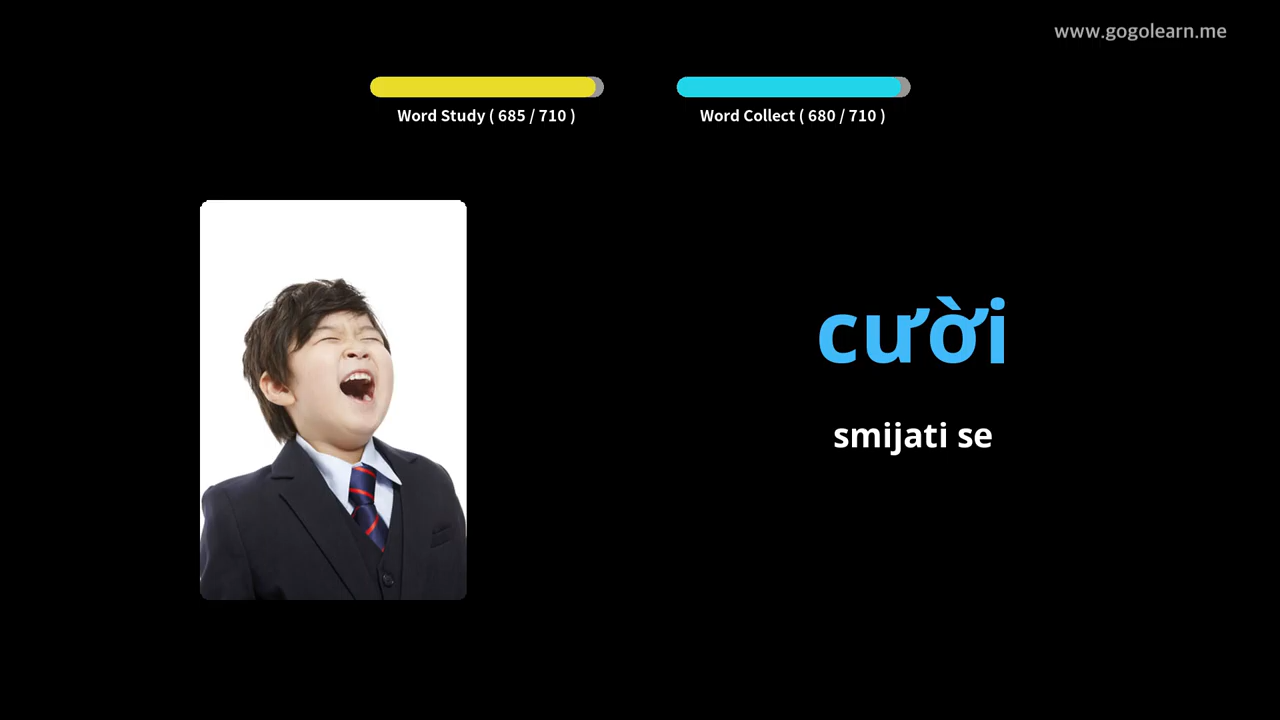 www.gogolearn.me
Word Study ( 685 / 710 )
Word Collect ( 680 / 710 )
cười
smijati se